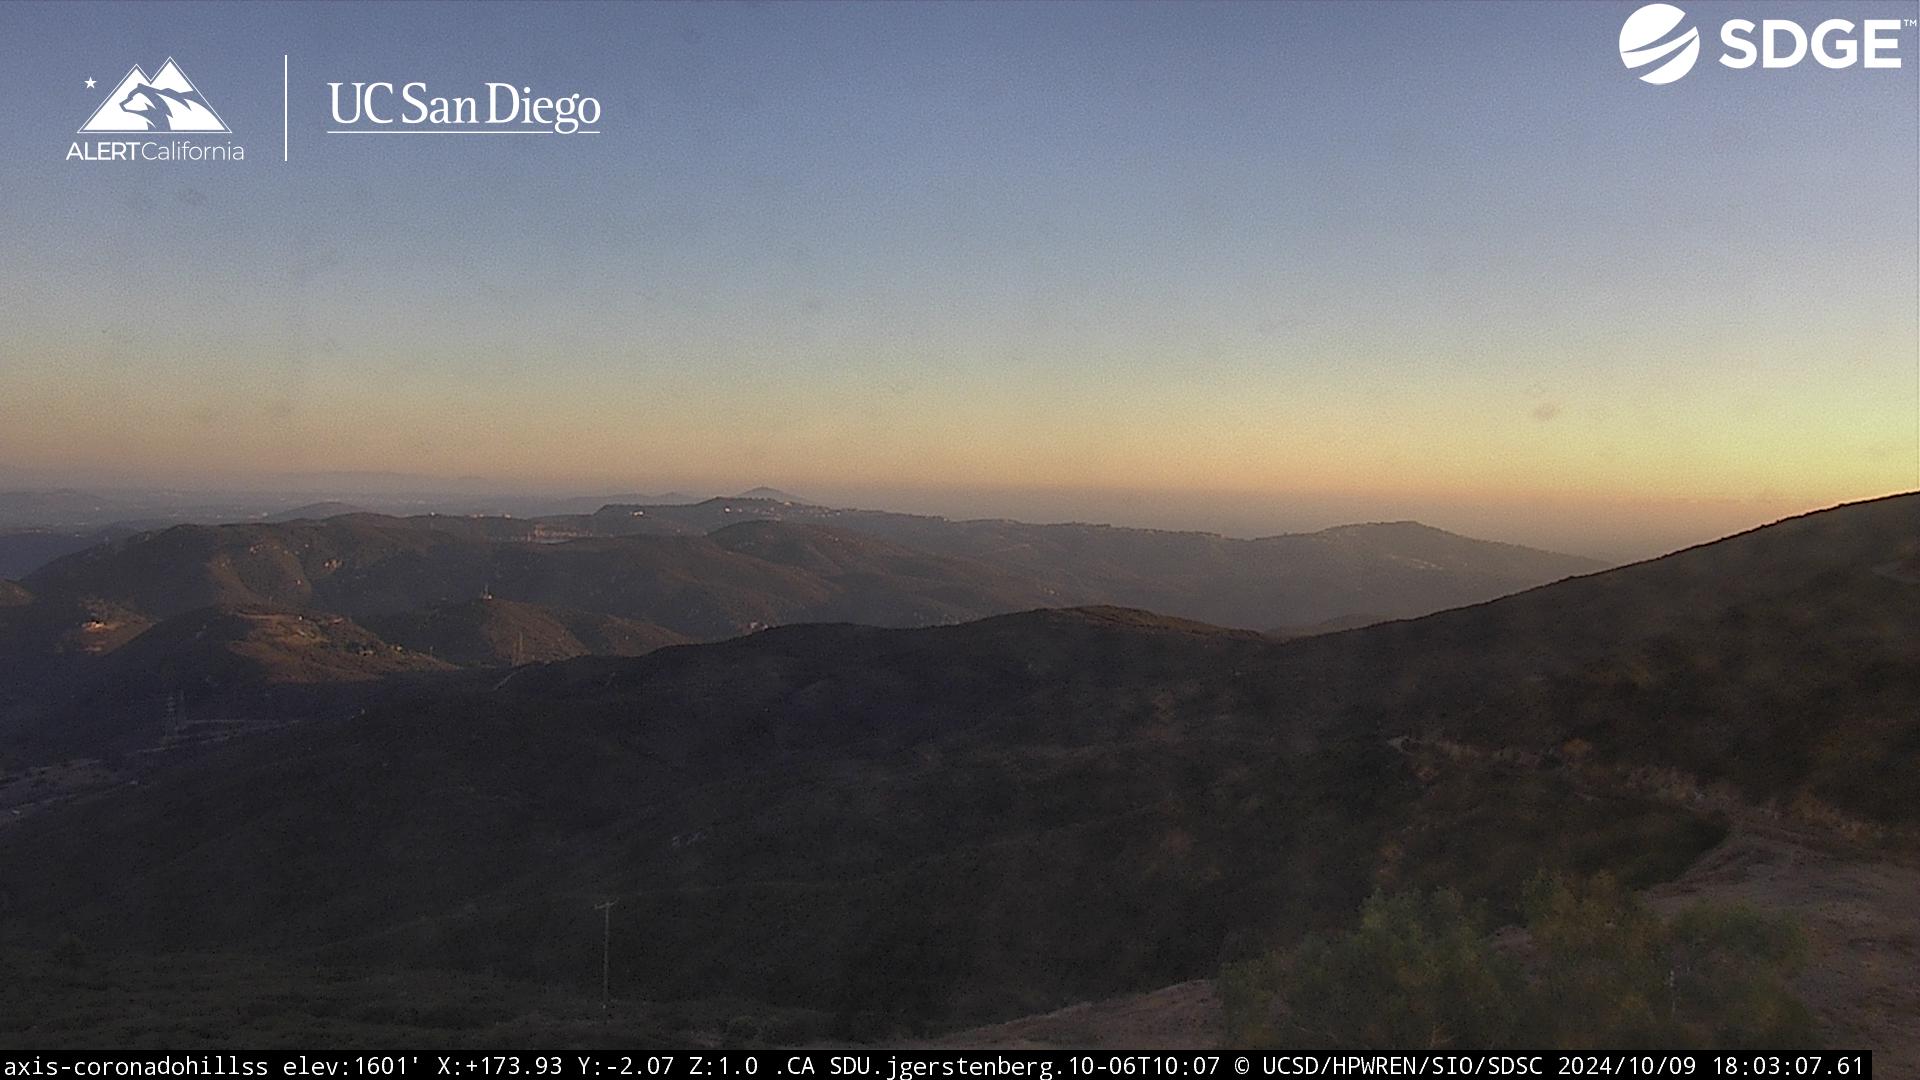 SDGE™
ALERTCalifornia
UC San Diego
axis-coronadohillss elev:1601' X:+173.93 Y:-2.07 Z:1.0 .CA SDU.jgerstenberg.10-06T10:07 © UCSD/HPWREN/SIO/SDSC 2024/10/09 18:03:07.61